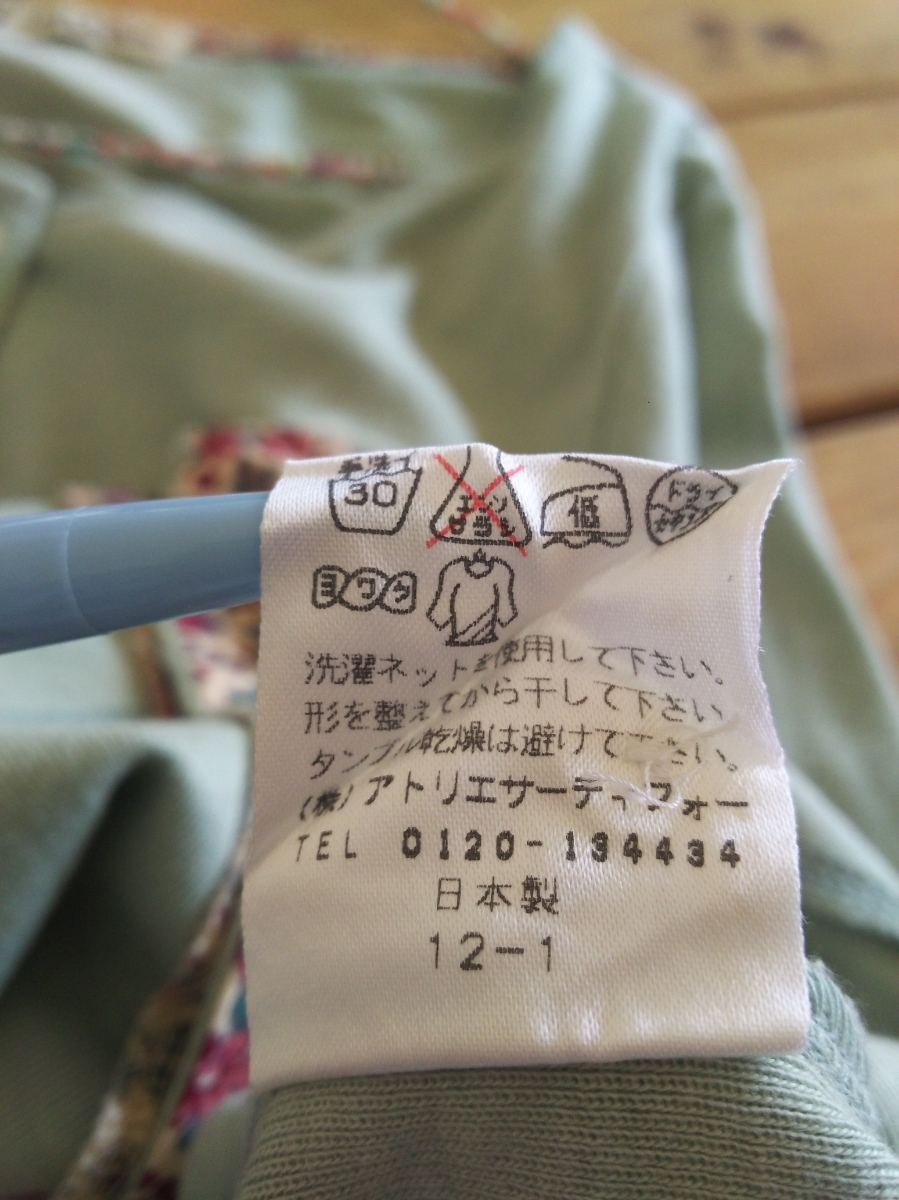 手洗イ 30 エンソ サラシ 低 ドライ セキユ系
ヨワク
洗濯ネットを使用して下さい。
形を整えてから干して下さい
タンブル乾燥は避けて下さい。
(株)アトリエサーティフォー
TEL 0120-134434
日本製
12-1